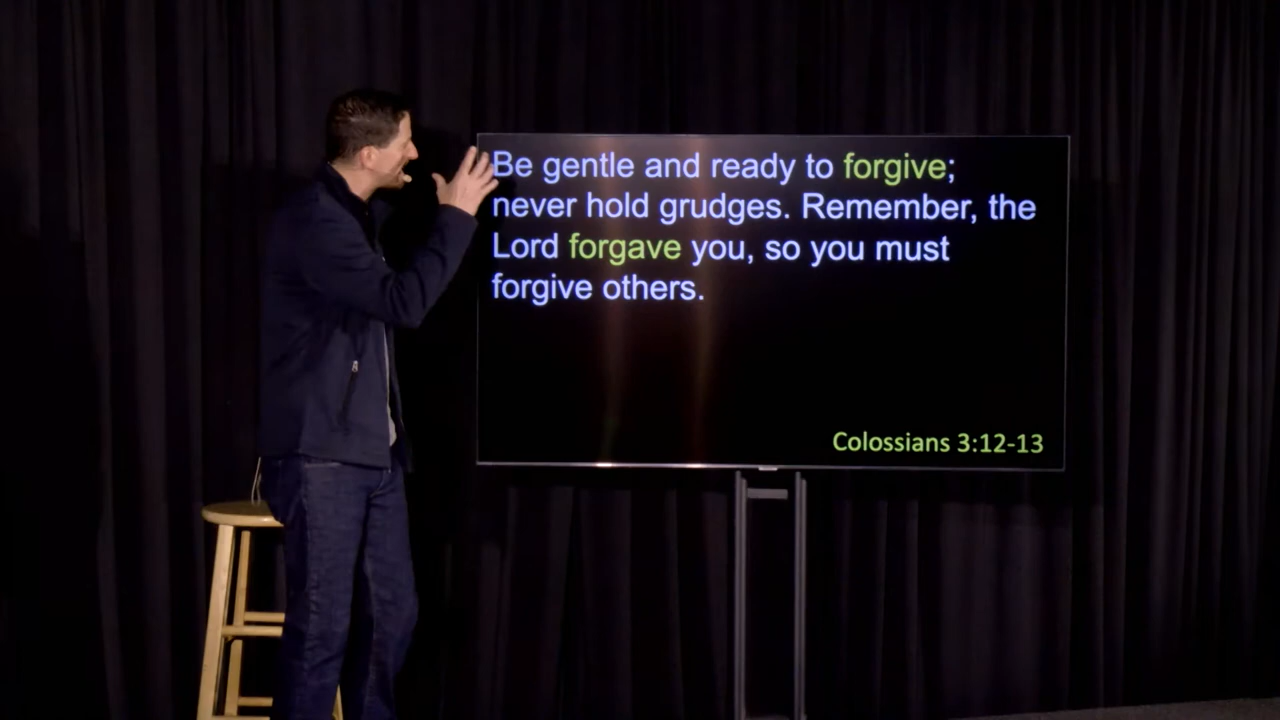 Be gentle and ready to forgive;
never hold grudges. Remember, the
Lord forgave you, so you must
forgive others.
Colossians 3:12-13